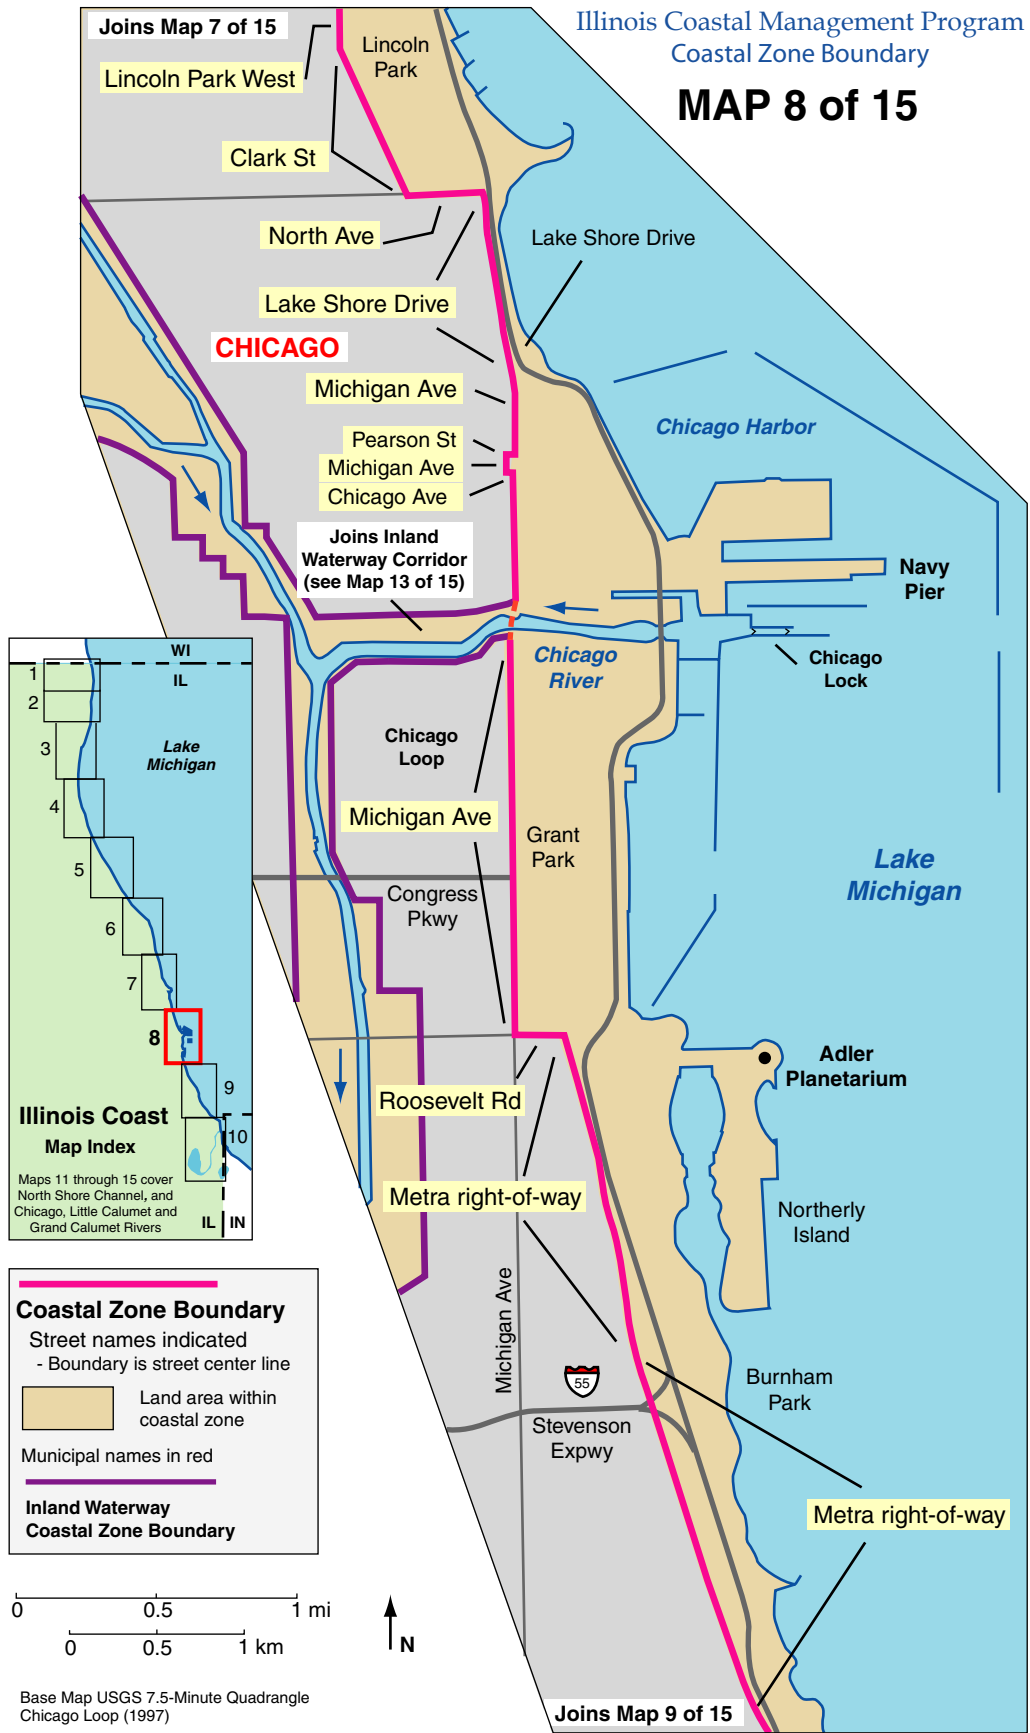 Illinois Coastal Management Program
Coastal Zone Boundary
MAP 8 of 15
Joins Map 7 of 15
Lincoln
Park
Lincoln Park West
Clark St
North Ave
Lake Shore Drive
Lake Shore Drive
CHICAGO
Michigan Ave
Chicago Harbor
Pearson St
Michigan Ave
Chicago Ave
Joins Inland
Waterway Corridor
(see Map 13 of 15)
Navy
Pier
Chicago
River
Chicago
Lock
Chicago
Loop
Michigan Ave
Grant
Park
Lake
Michigan
Congress
Pkwy
Adler
Planetarium
Roosevelt Rd
Metra right-of-way
Northerly
Island
Michigan Ave
55
Stevenson
Expwy
Burnham
Park
Metra right-of-way
Joins Map 9 of 15
WI
IL
1
2
3
4
5
6
7
8
9
10
Lake
Michigan
Illinois Coast
Map Index
Maps 11 through 15 cover
North Shore Channel, and
Chicago, Little Calumet and
Grand Calumet Rivers
IL IN
Coastal Zone Boundary
Street names indicated
- Boundary is street center line
Land area within
coastal zone
Municipal names in red
Inland Waterway
Coastal Zone Boundary
0 0.5 1 mi
0 0.5 1 km
N
Base Map USGS 7.5-Minute Quadrangle
Chicago Loop (1997)